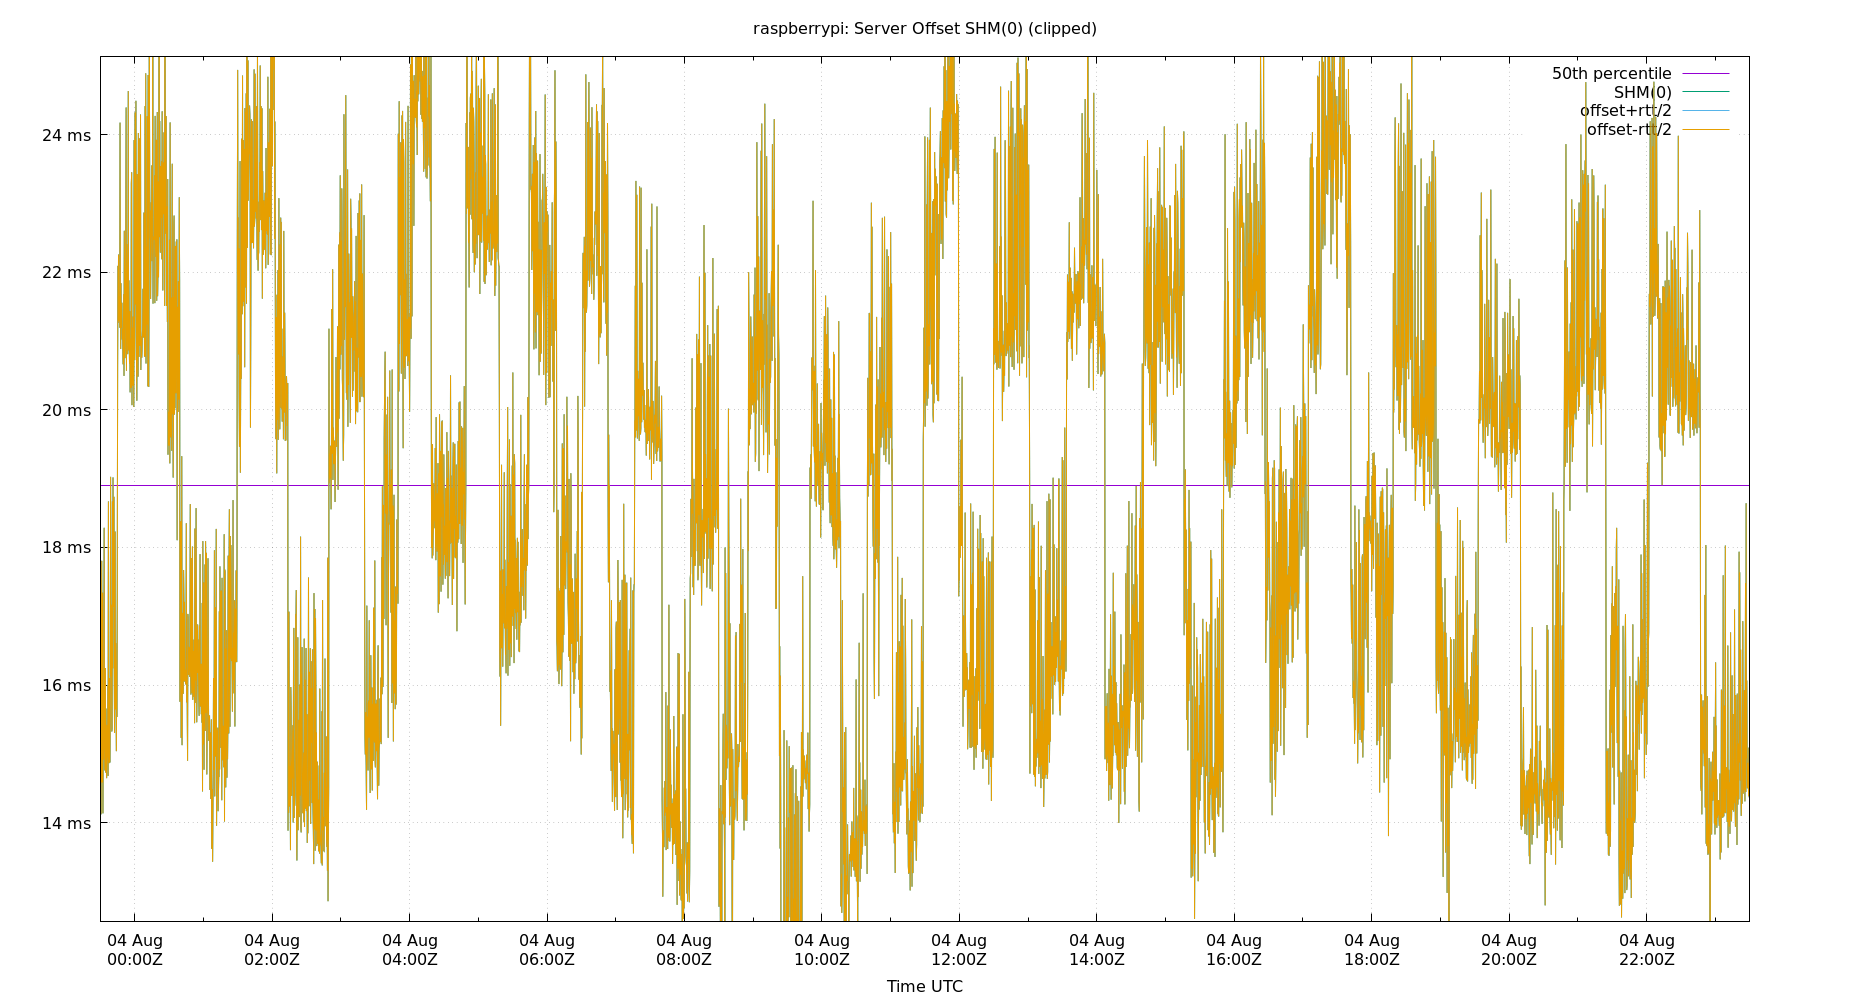 raspberrypi: Server Offset SHM(0) (clipped)
50th percentile
SHM(0)
offset+rtt/2
offset-rtt/2
24 ms
22 ms
20 ms
18 ms
16 ms
14 ms
04 Aug 04 Aug 04 Aug 04 Aug 04 Aug 04 Aug 04 Aug 04 Aug 04 Aug 04 Aug 04 Aug 04 Aug
00:00Z 02:00Z 04:00Z 06:00Z 08:00Z 10:00Z 12:00Z 14:00Z 16:00Z 18:00Z 20:00Z 22:00Z
Time UTC